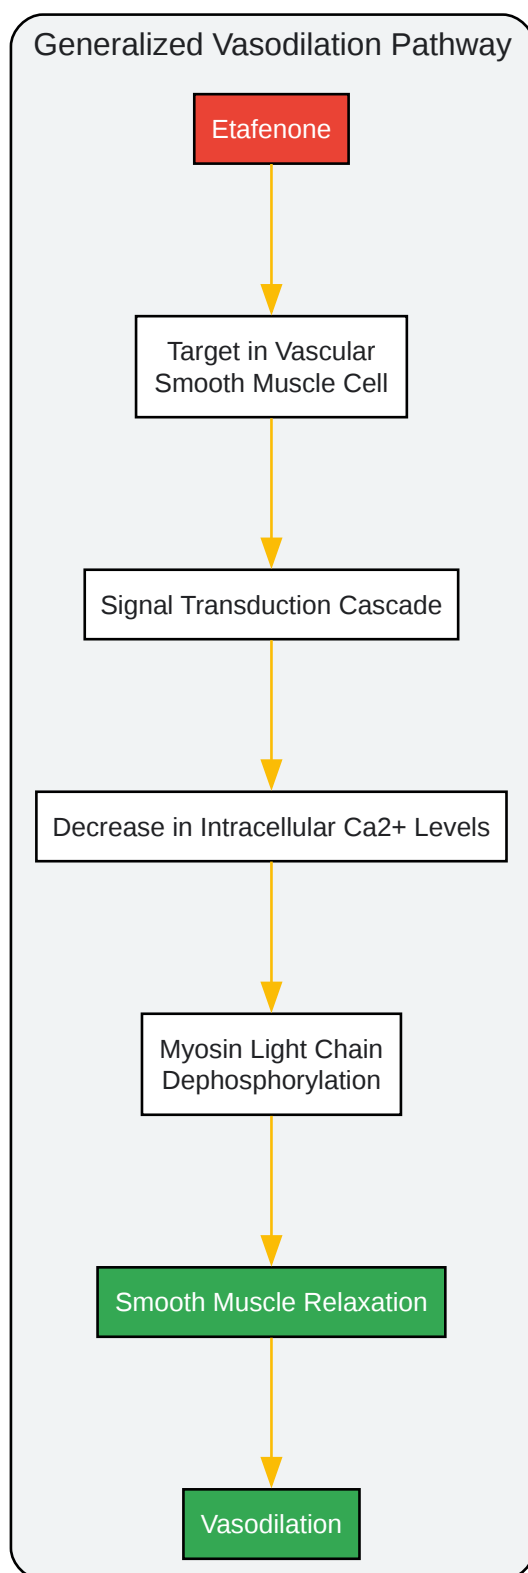 Generalized Vasodilation Pathway
Etafenone
Target in Vascular
Smooth Muscle Cell
Signal Transduction Cascade
Decrease in Intracellular Ca2+ Levels
Myosin Light Chain
Dephosphorylation
Smooth Muscle Relaxation
Vasodilation